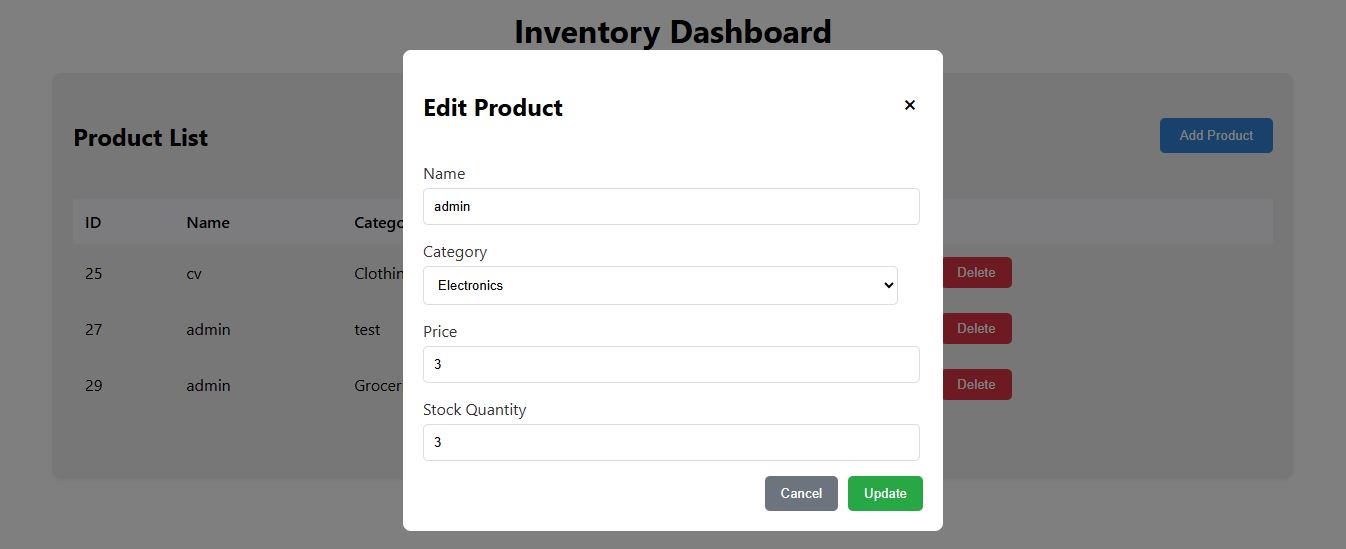 Inventory Dashboard
Product List
Add Product
ID Name Catego
25 cv Clothin Delete
27 admin test Delete
29 admin Grocer Delete
Edit Product ×
Name
admin
Category
Electronics
Price
3
Stock Quantity
3
Cancel Update